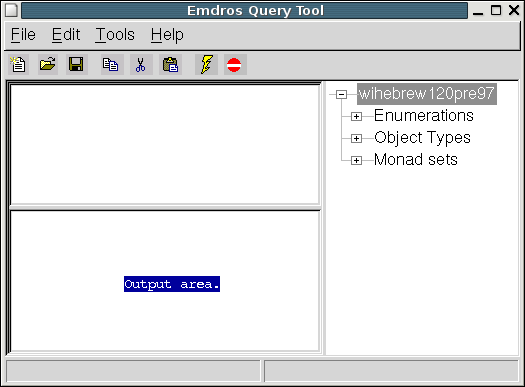 Emdros Query Tool
File Edit Tools Help
wihebrew120pre97
Enumerations
Object Types
Monad sets
Output area.